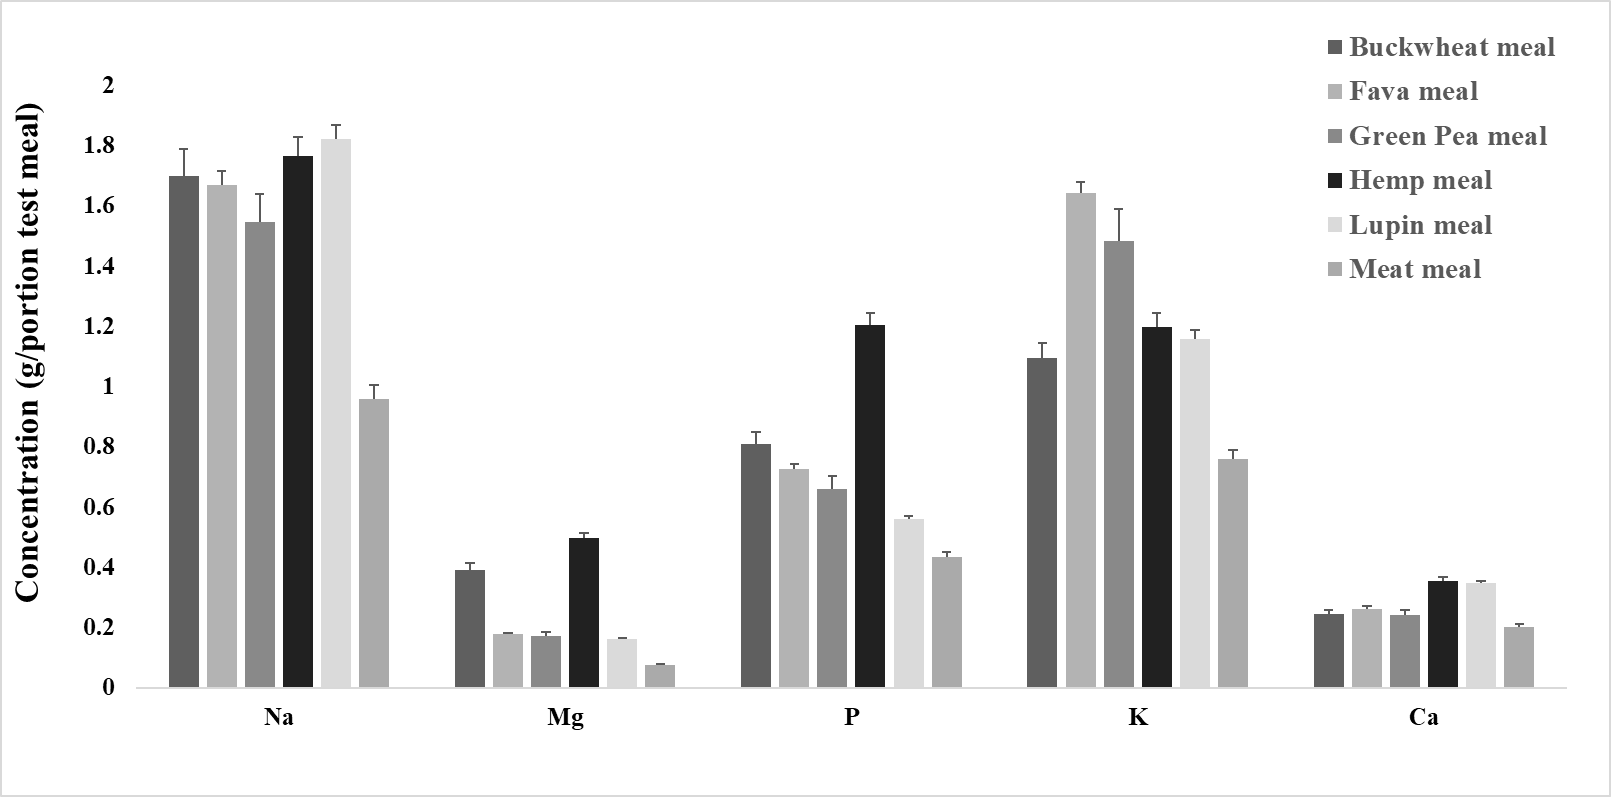 Concentration (g/portion test meal)
2
1.8
1.6
1.4
1.2
1
0.8
0.6
0.4
0.2
0
Na
Mg
P
K
Ca
Buckwheat meal
Fava meal
Green Pea meal
Hemp meal
Lupin meal
Meat meal